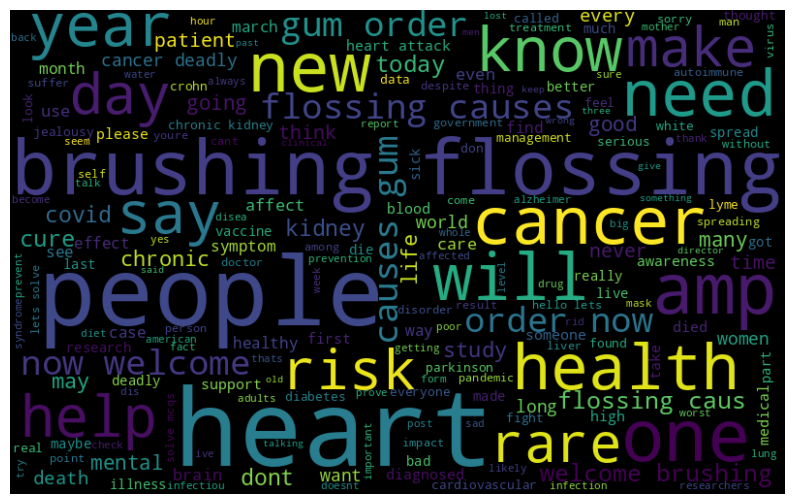 year
gum order
know
make
march
every
hour
called
much
lost
treatment
sorry
mother
man
thought
virus
back
past
men
patient
heart attack
today
new
cancer deadly
data
even
need
month
water
suffer
always
crohn
despite
thing
keep
better
sure
three
autoimmune
look
use
day
going
flossing causes
feel
chronic kidney
report
government
wrong
find
don
good
white
spread
without
jealousy
youre
please
think
cant
clinical
management
serious
thank
seem
talk
self
become
brushing
flossing
sick
gum
causes
come
alzheimer
give
something
lyme
big
spreading
covid
say
disea
vaccine
affect
kidney
blood
whole
world
cancer
director
many
got
cure
effect
yes
symptom
among
die
life
care
affected
never
awareness
time
see
last
said
doctor
prevention
week
chronic
people
will
level
drug
really
live
mask
amp
syndrome
prevent
lets solve
case
person
healthy
first
way
disorder
result
hello lets
rid
order now
someone
poor
died
women
diet
american
fact
research
thats
now welcome
risk
study
getting
liver
found
health
take
part
medical
parkinson
may
deadly
support
old
diabetes
prove
everyone
form
pandemic
made
long
flossing caus
help
dis
adults
heart
fight
high
worst
real
maybe
check
solve mcqs
ive
talking
important
post
impact
sad
rare
one
lung
try
point
mental
brain
dont
want
bad
diagnosed
likely
welcome brushing
death
illness
infectiou
doesnt
cardiovascular
infection
researchers